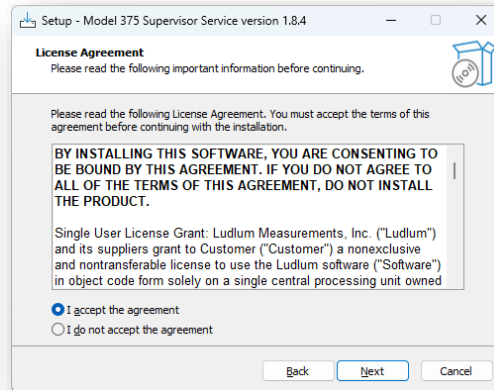 Setup - Model 375 Supervisor Service version 1.8.4
License Agreement
Please read the following important information before continuing.
Please read the following License Agreement. You must accept the terms of this
agreement before continuing with the installation.
BY INSTALLING THIS SOFTWARE, YOU ARE CONSENTING TO
BE BOUND BY THIS AGREEMENT. IF YOU DO NOT AGREE TO
ALL OF THE TERMS OF THIS AGREEMENT, DO NOT INSTALL
THE PRODUCT.
Single User License Grant: Ludlum Measurements, Inc. ("Ludlum")
and its suppliers grant to Customer ("Customer") a nonexclusive
and nontransferable license to use the Ludlum software ("Software")
in object code form solely on a single central processing unit owned
I accept the agreement
I do not accept the agreement
Back Next Cancel